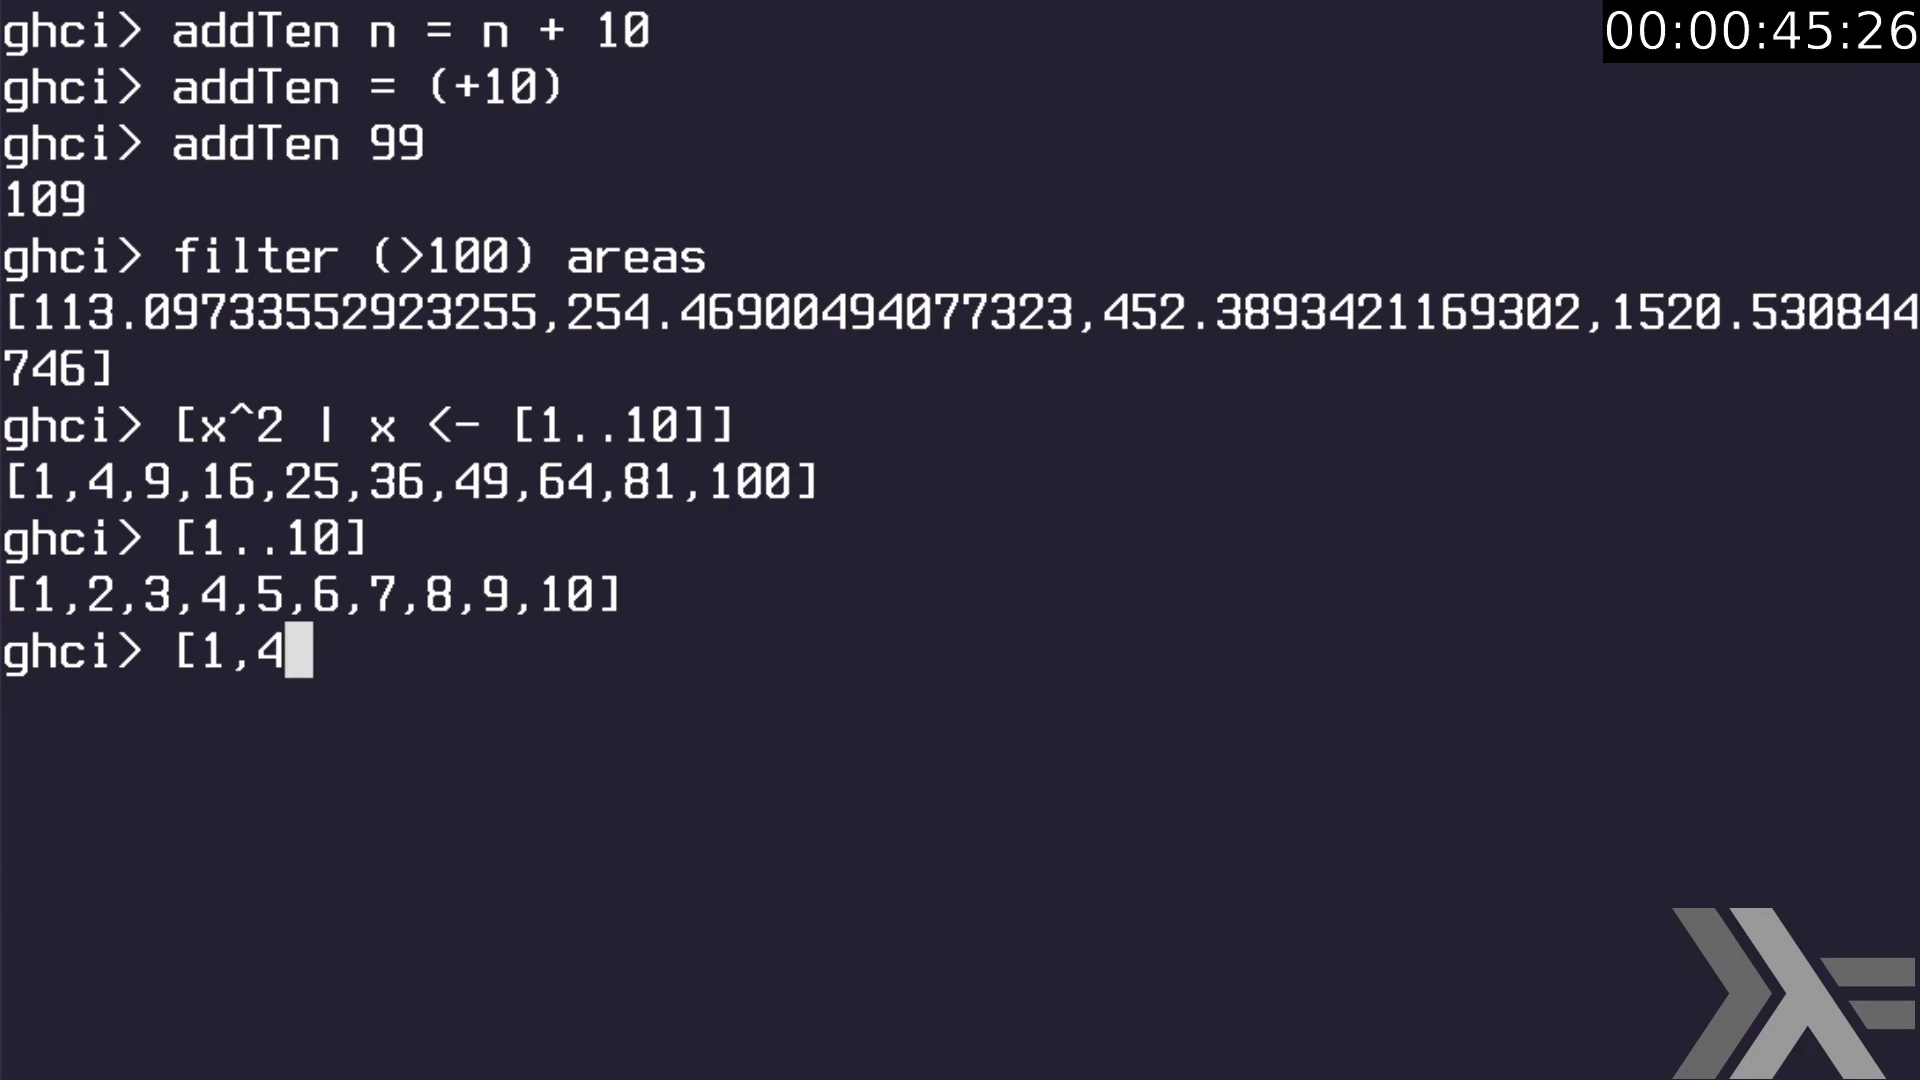 ghci> addTen n = n + 10
00:00:45:26
ghci> addTen = (+10)
ghci> addTen 99
109
ghci> filter (>100) areas
[113.09733552923255,254.46900494077323,452.3893421169302,1520.530844
746]
ghci> [x^2 | x <- [1..10]]
[1,4,9,16,25,36,49,64,81,100]
ghci> [1..10]
[1,2,3,4,5,6,7,8,9,10]
ghci> [1,4